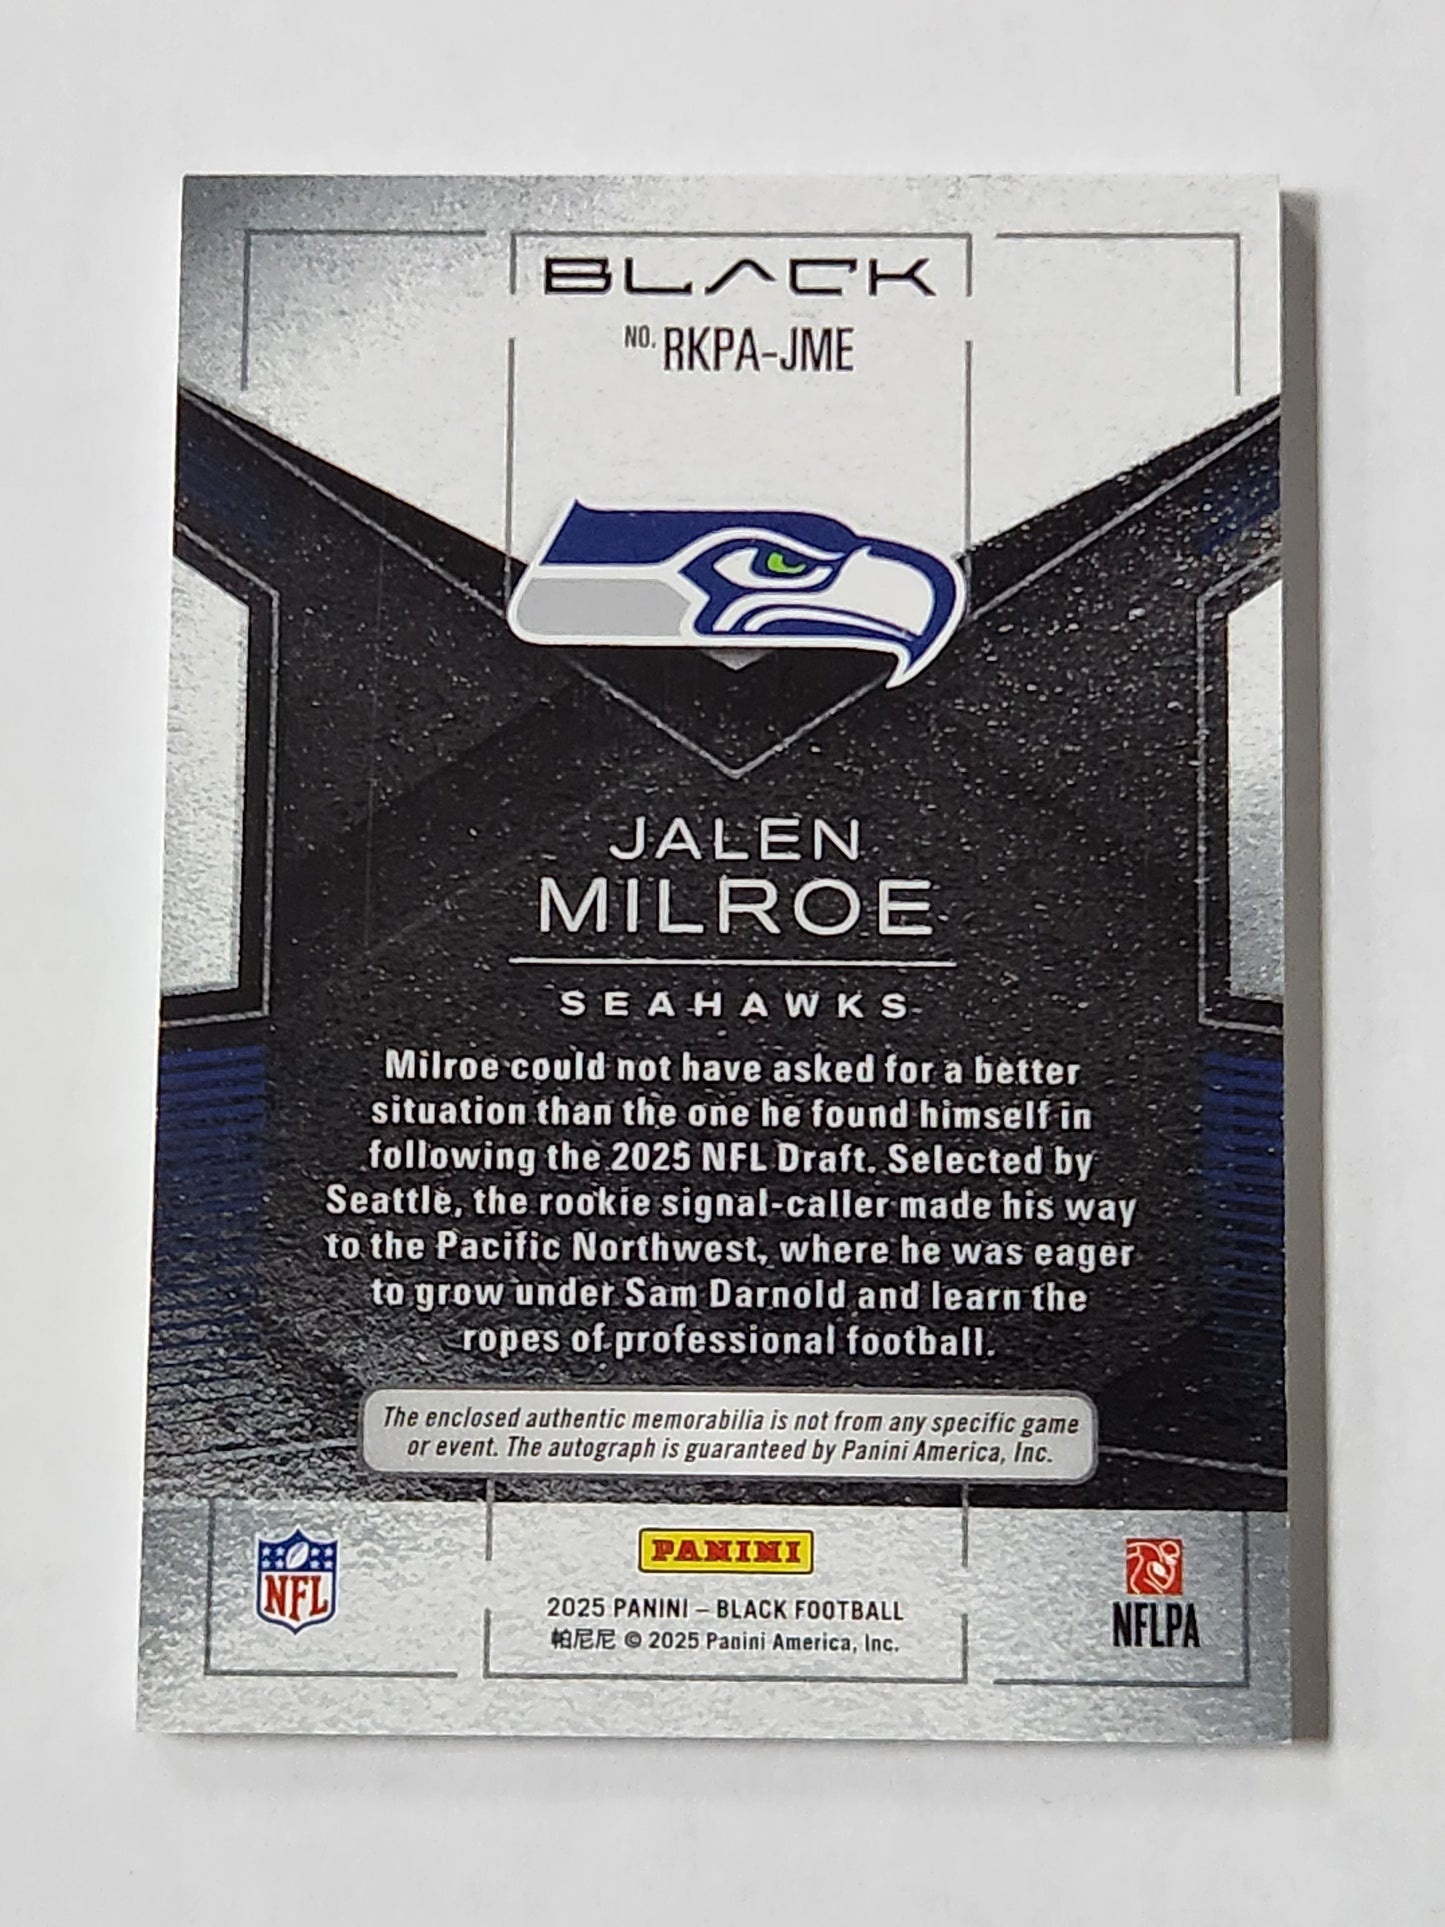 BLACK
NO. RKPA-JME
JALEN
MILROE
SEAHAWKS
Milroe could not have asked for a better
situation than the one he found himself in
following the 2025 NFL Draft. Selected by
Seattle, the rookie signal-caller made his way
to the Pacific Northwest, where he was eager
to grow under Sam Darnold and learn the
ropes of professional football.
The enclosed authentic memorabilia is not from any specific game
or event. The autograph is guaranteed by Panini America, Inc.
NFL
PANINI
2025 PANINI – BLACK FOOTBALL
帕尼尼 © 2025 Panini America, Inc.
NFLPA